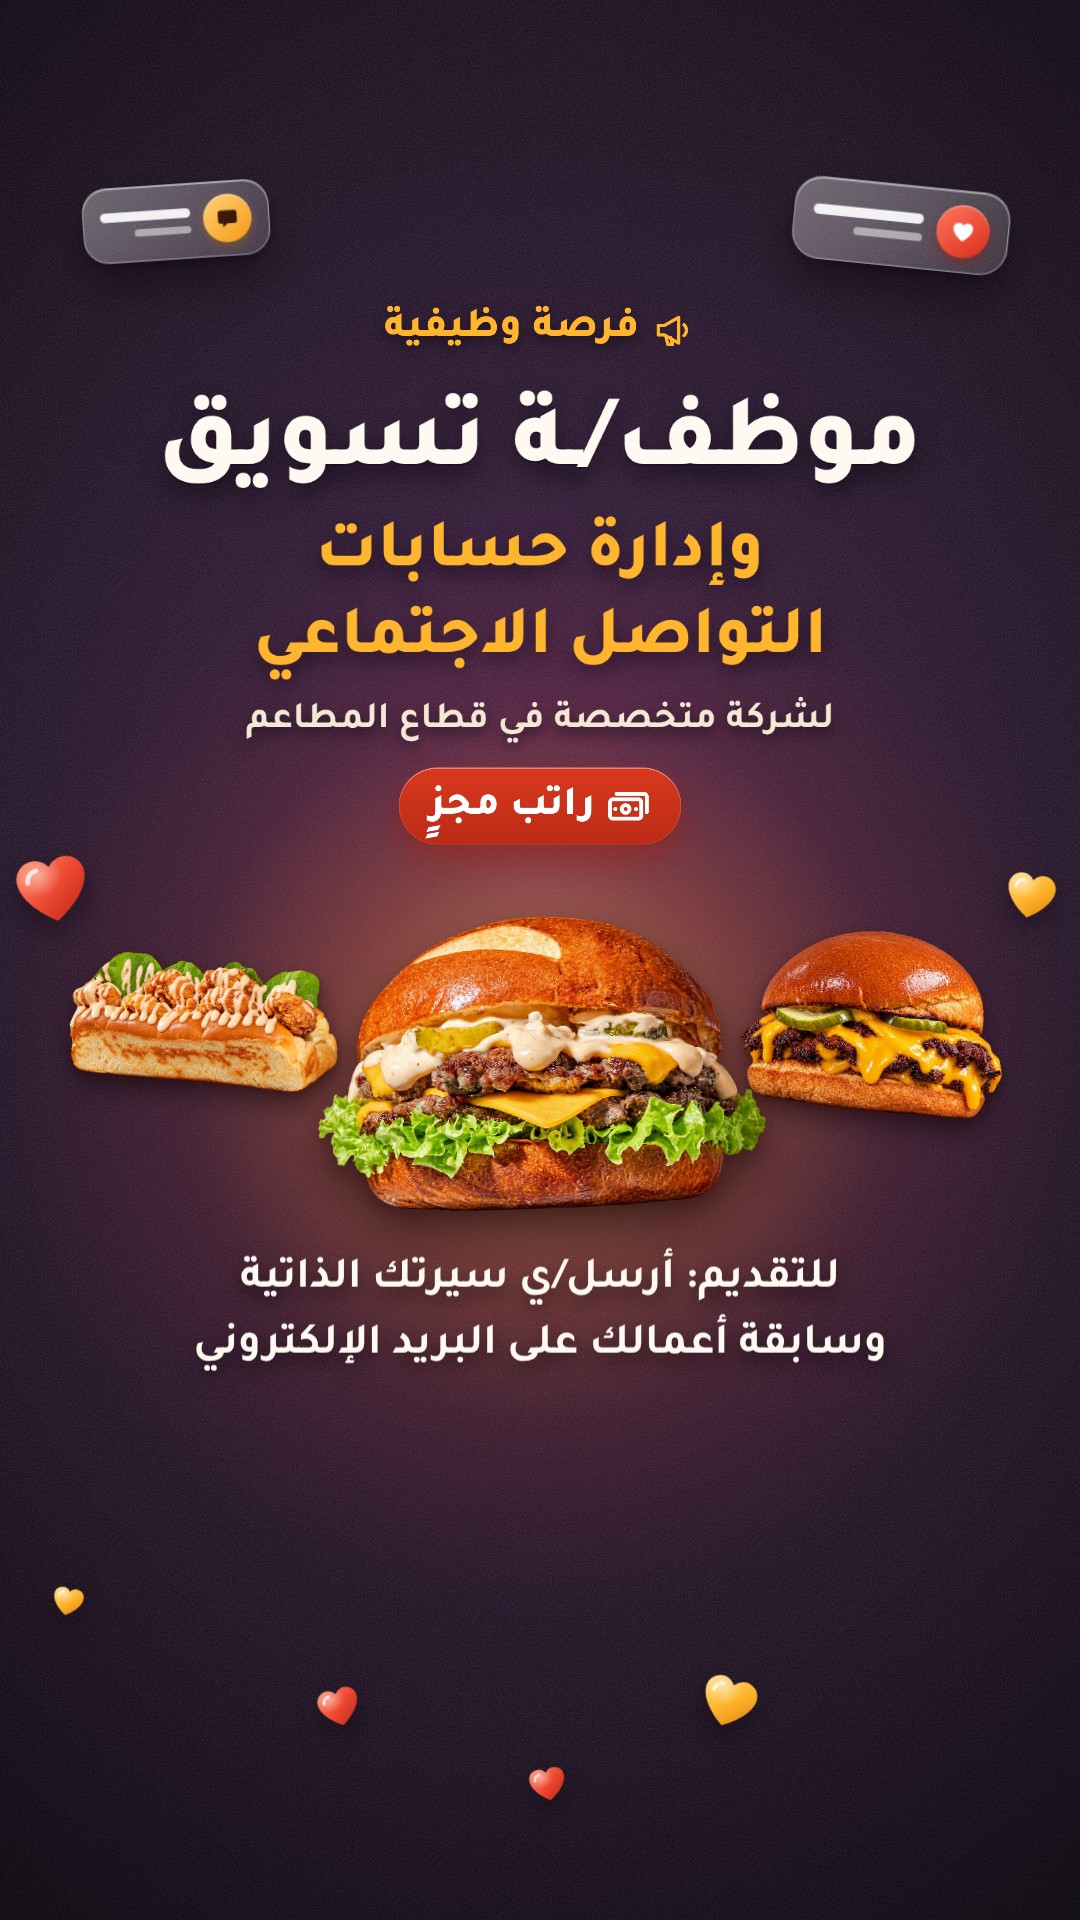 فرصة وظيفية
موظف/ـة تسويق
وإدارة حسابات
التواصل الاجتماعي
لشركة متخصصة في قطاع المطاعم
راتب مجزٍ
للتقديم: أرسل/ي سيرتك الذاتية
وسابقة أعمالك على البريد الإلكتروني